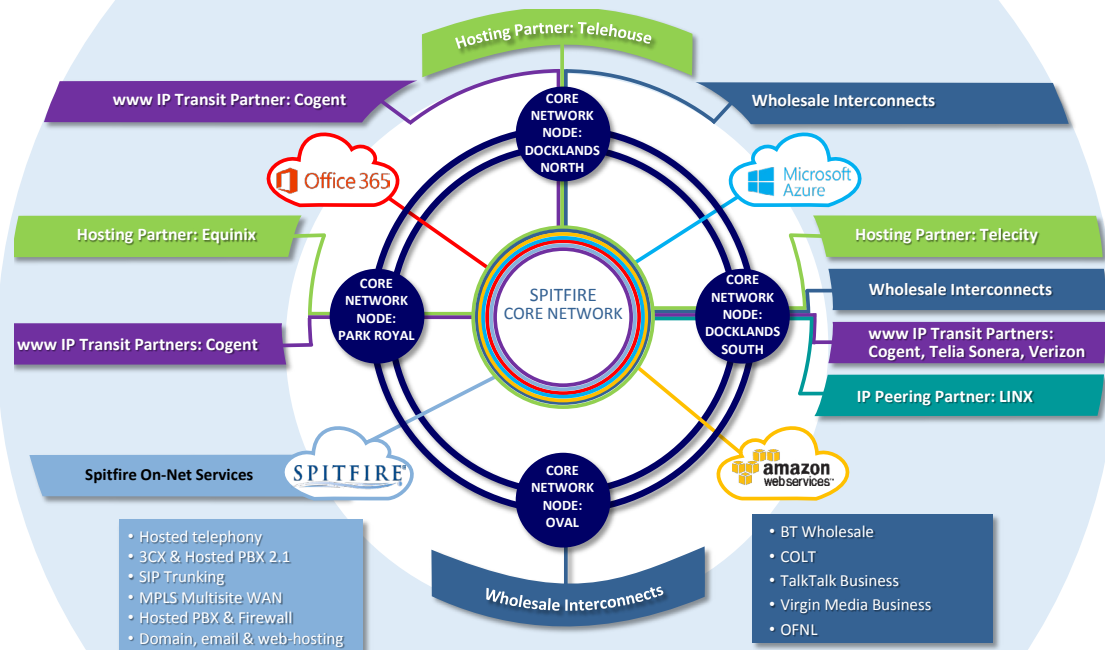 Hosting Partner: Telehouse
www IP Transit Partner: Cogent
CORE
NETWORK
NODE:
DOCKLANDS
NORTH
Wholesale Interconnects
Office 365
Microsoft
Azure
Hosting Partner: Equinix
Hosting Partner: Telecity
CORE
NETWORK
NODE:
PARK ROYAL
SPITFIRE
CORE NETWORK
CORE
NETWORK
NODE:
DOCKLANDS
SOUTH
Wholesale Interconnects
www IP Transit Partners: Cogent
www IP Transit Partners:
Cogent, Telia Sonera, Verizon
IP Peering Partner: LINX
Spitfire On-Net Services
SPITFIRE®
CORE
NETWORK
NODE:
OVAL
amazon
webservices™
• Hosted telephony
• 3CX & Hosted PBX 2.1
• SIP Trunking
• MPLS Multisite WAN
• Hosted PBX & Firewall
• Domain, email & web-hosting
Wholesale Interconnects
• BT Wholesale
• COLT
• TalkTalk Business
• Virgin Media Business
• OFNL